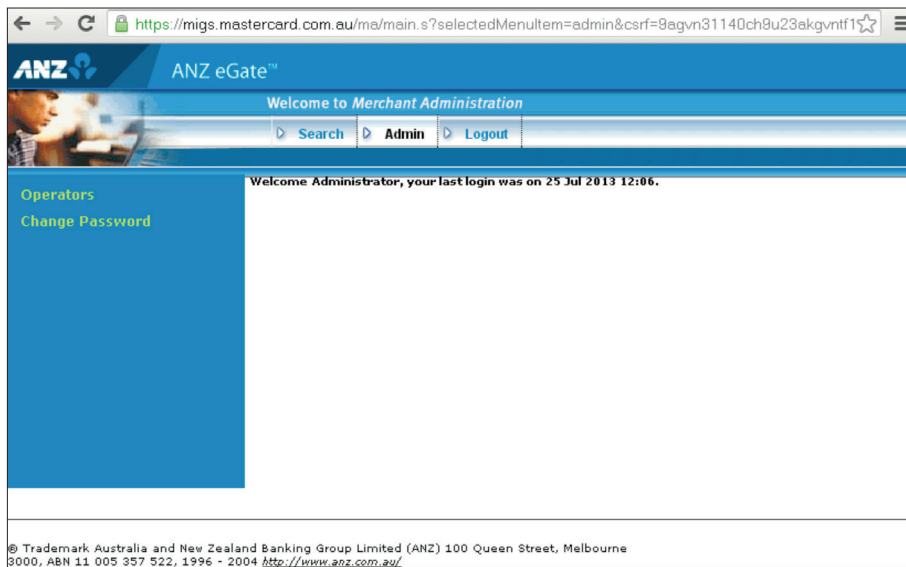 https://migs.mastercard.com.au/ma/main.s?selectedMenuItem=admin&csrf=9agvn31140ch9u23akgvntf1
ANZ
ANZ eGate™
Welcome to Merchant Administration
Search Admin Logout
Operators
Change Password
Welcome Administrator, your last login was on 25 Jul 2013 12:06.
® Trademark Australia and New Zealand Banking Group Limited (ANZ) 100 Queen Street, Melbourne
3000, ABN 11 005 357 522, 1996 - 2004 http://www.anz.com.au/